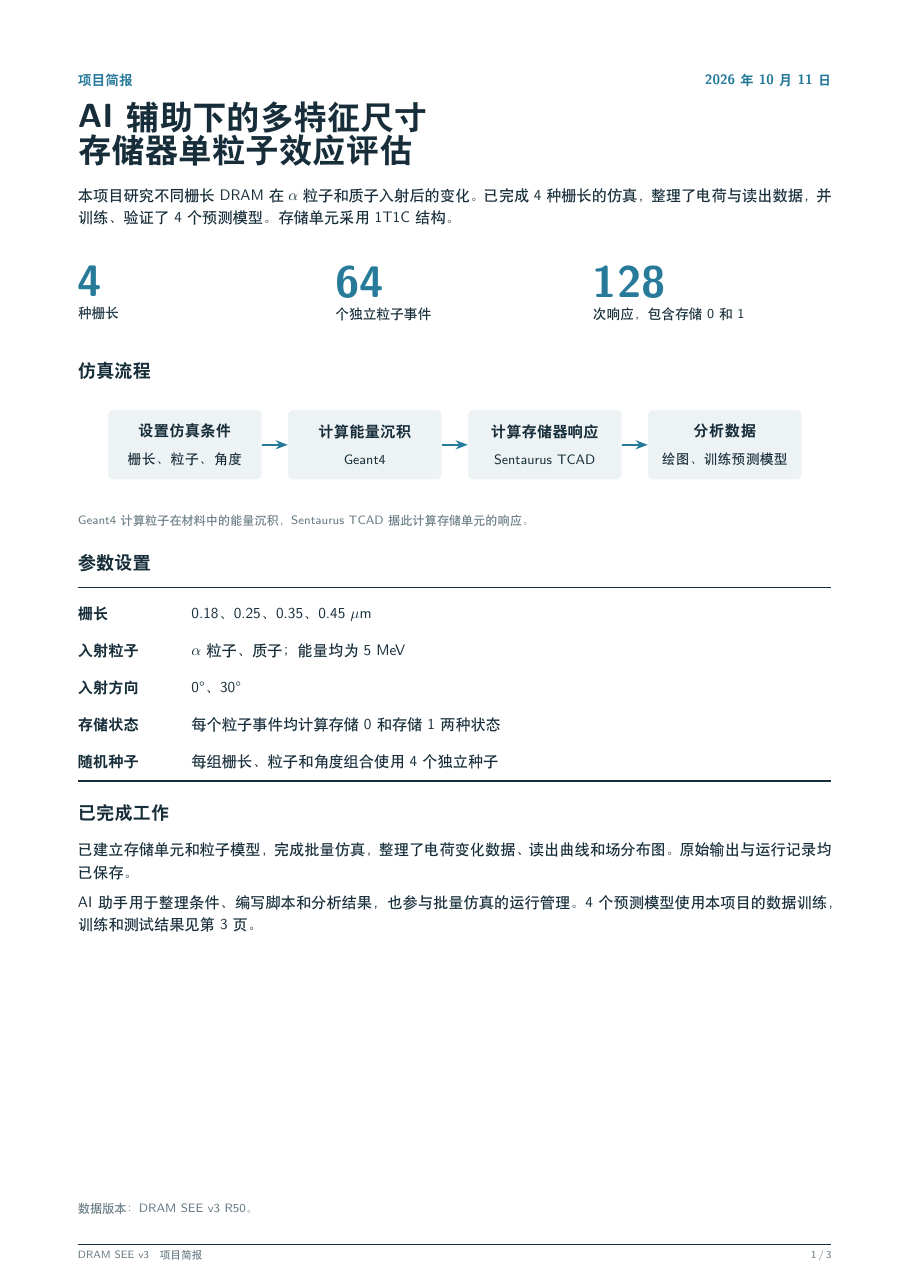 项目简报
2026 年 10 月 11 日
AI 辅助下的多特征尺寸
存储器单粒子效应评估
本项目研究不同栅长 DRAM 在 α 粒子和质子入射后的变化。已完成 4 种栅长的仿真，整理了电荷与读出数据，并
训练、验证了 4 个预测模型。存储单元采用 1T1C 结构。
4
64
128
种栅长
个独立粒子事件
次响应，包含存储 0 和 1
仿真流程
设置仿真条件
计算能量沉积
计算存储器响应
分析数据
栅长、粒子、角度
Geant4
Sentaurus TCAD
绘图、训练预测模型
Geant4 计算粒子在材料中的能量沉积，Sentaurus TCAD 据此计算存储单元的响应。
参数设置
栅长 0.18、0.25、0.35、0.45 μm
入射粒子 α 粒子、质子；能量均为 5 MeV
入射方向 0°、30°
存储状态 每个粒子事件均计算存储 0 和存储 1 两种状态
随机种子 每组栅长、粒子和角度组合使用 4 个独立种子
已完成工作
已建立存储单元和粒子模型，完成批量仿真，整理了电荷变化数据、读出曲线和场分布图。原始输出与运行记录均
已保存。
AI 助手用于整理条件、编写脚本和分析结果，也参与批量仿真的运行管理。4 个预测模型使用本项目的数据训练，
训练和测试结果见第 3 页。
数据版本：DRAM SEE v3 R50。
DRAM SEE v3 项目简报
1 / 3